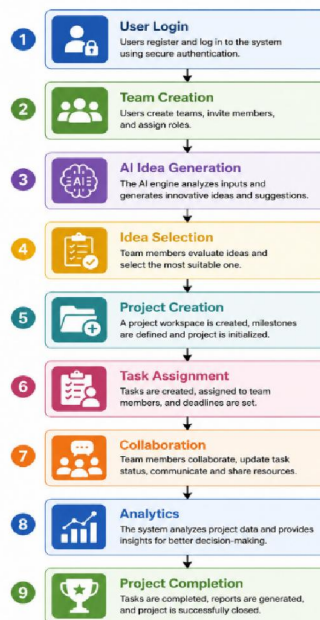 1
User Login
Users register and log in to the system
using secure authentication.
2
Team Creation
Users create teams, invite members,
and assign roles.
3
AI
AI Idea Generation
The AI engine analyzes inputs and
generates innovative ideas and suggestions.
4
Idea Selection
Team members evaluate ideas and
select the most suitable one.
5
Project Creation
A project workspace is created, milestones
are defined and project is initialized.
6
Task Assignment
Tasks are created, assigned to team
members, and deadlines are set.
7
Collaboration
Team members collaborate, update task
status, communicate and share resources.
8
Analytics
The system analyzes project data and provides
insights for better decision-making.
9
Project Completion
Tasks are completed, reports are generated,
and project is successfully closed.